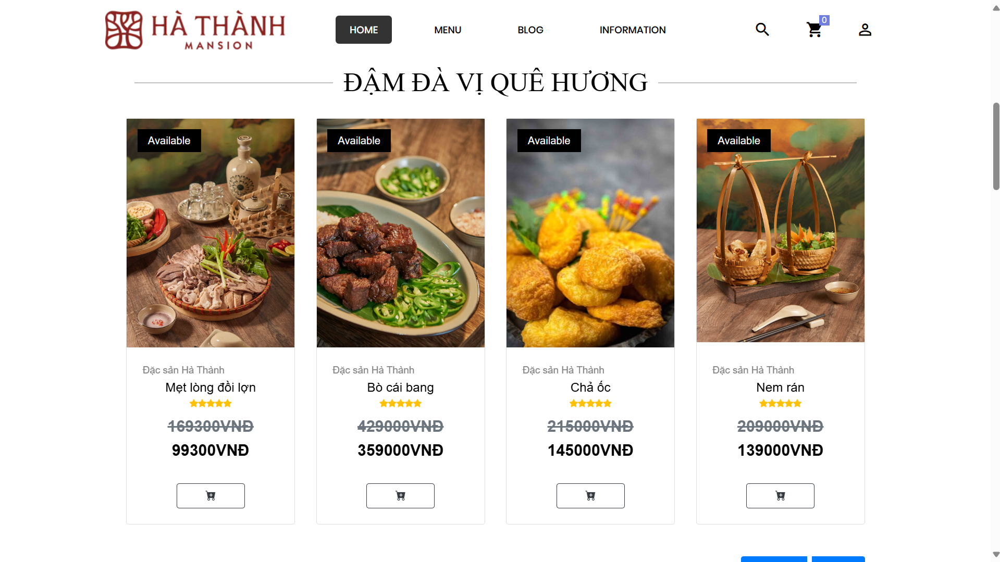 HÀ THÀNH
MANSION
HOME
MENU
BLOG
INFORMATION
0
ĐẬM ĐÀ VỊ QUÊ HƯƠNG
Available
Available
Available
Available
Đặc sản Hà Thành
Mẹt lòng đồi lợn
169300VNĐ
99300VNĐ
Đặc sản Hà Thành
Bò cái bang
429000VNĐ
359000VNĐ
Đặc sản Hà Thành
Chả ốc
215000VNĐ
145000VNĐ
Đặc sản Hà Thành
Nem rán
209000VNĐ
139000VNĐ